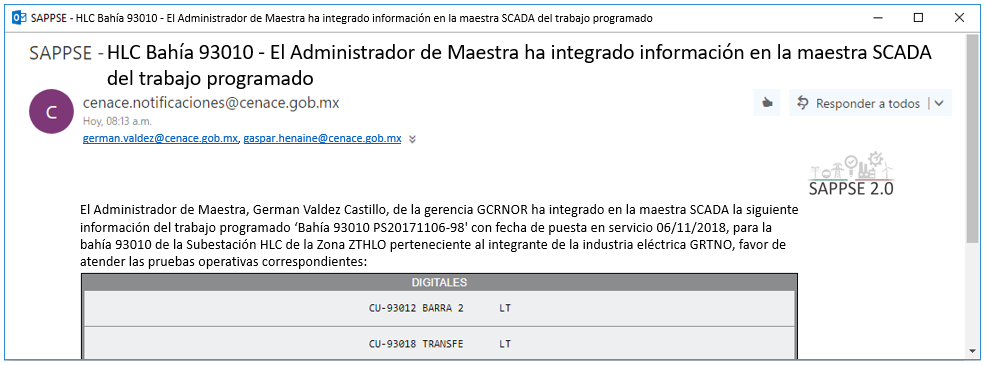 SAPPSE - HLC Bahía 93010 - El Administrador de Maestra ha integrado información en la maestra SCADA del trabajo programado
SAPPSE - HLC Bahía 93010 - El Administrador de Maestra ha integrado información en la maestra SCADA
del trabajo programado
C
cenace.notificaciones@cenace.gob.mx
Hoy, 08:13 a.m.
german.valdez@cenace.gob.mx, gaspar.henaine@cenace.gob.mx
Responder a todos
SAPPSE 2.0
El Administrador de Maestra, German Valdez Castillo, de la gerencia GCRNOR ha integrado en la maestra SCADA la siguiente
información del trabajo programado ‘Bahía 93010 PS20171106-98' con fecha de puesta en servicio 06/11/2018, para la
bahía 93010 de la Subestación HLC de la Zona ZTHLO perteneciente al integrante de la industria eléctrica GRTNO, favor de
atender las pruebas operativas correspondientes:
DIGITALES
CU-93012 BARRA 2 LT
CU-93018 TRANSFE LT